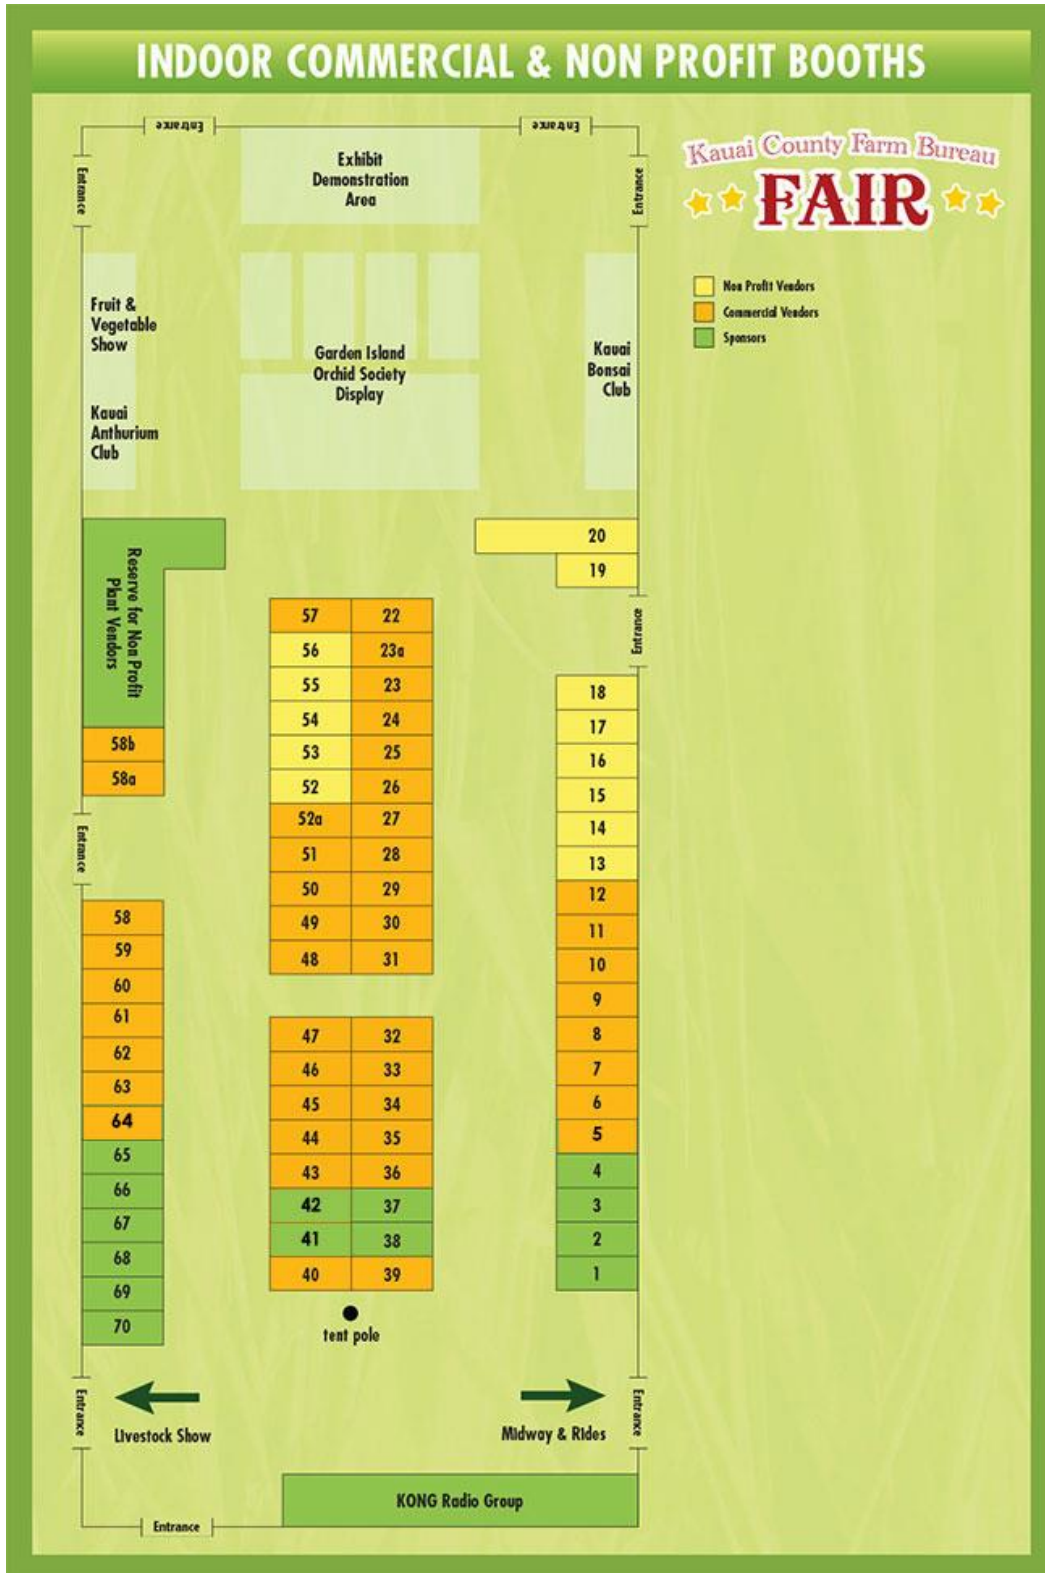 INDOOR COMMERCIAL & NON PROFIT BOOTHS
Entrance
Entrance
Kauai County Farm Bureau
FAIR
Entrance
Entrance
Exhibit
Demonstration
Area
Non Profit Vendors
Commercial Vendors
Sponsors
Fruit &
Vegetable
Show
Kauai
Anthurium
Club
Garden Island
Orchid Society
Display
Kauai
Bonsai
Club
Reserve for Non Profit
Plant Vendors
58b
58a
Entrance
58
59
60
61
62
63
64
65
66
67
68
69
70
57 22
56 23a
55 23
54 24
53 25
52 26
52a 27
51 28
50 29
49 30
48 31
47 32
46 33
45 34
44 35
43 36
42 37
41 38
40 39
tent pole
20
19
Entrance
18
17
16
15
14
13
12
11
10
9
8
7
6
5
4
3
2
1
Entrance
Livestock Show
Midway & Rides
Entrance
KONG Radio Group
Entrance